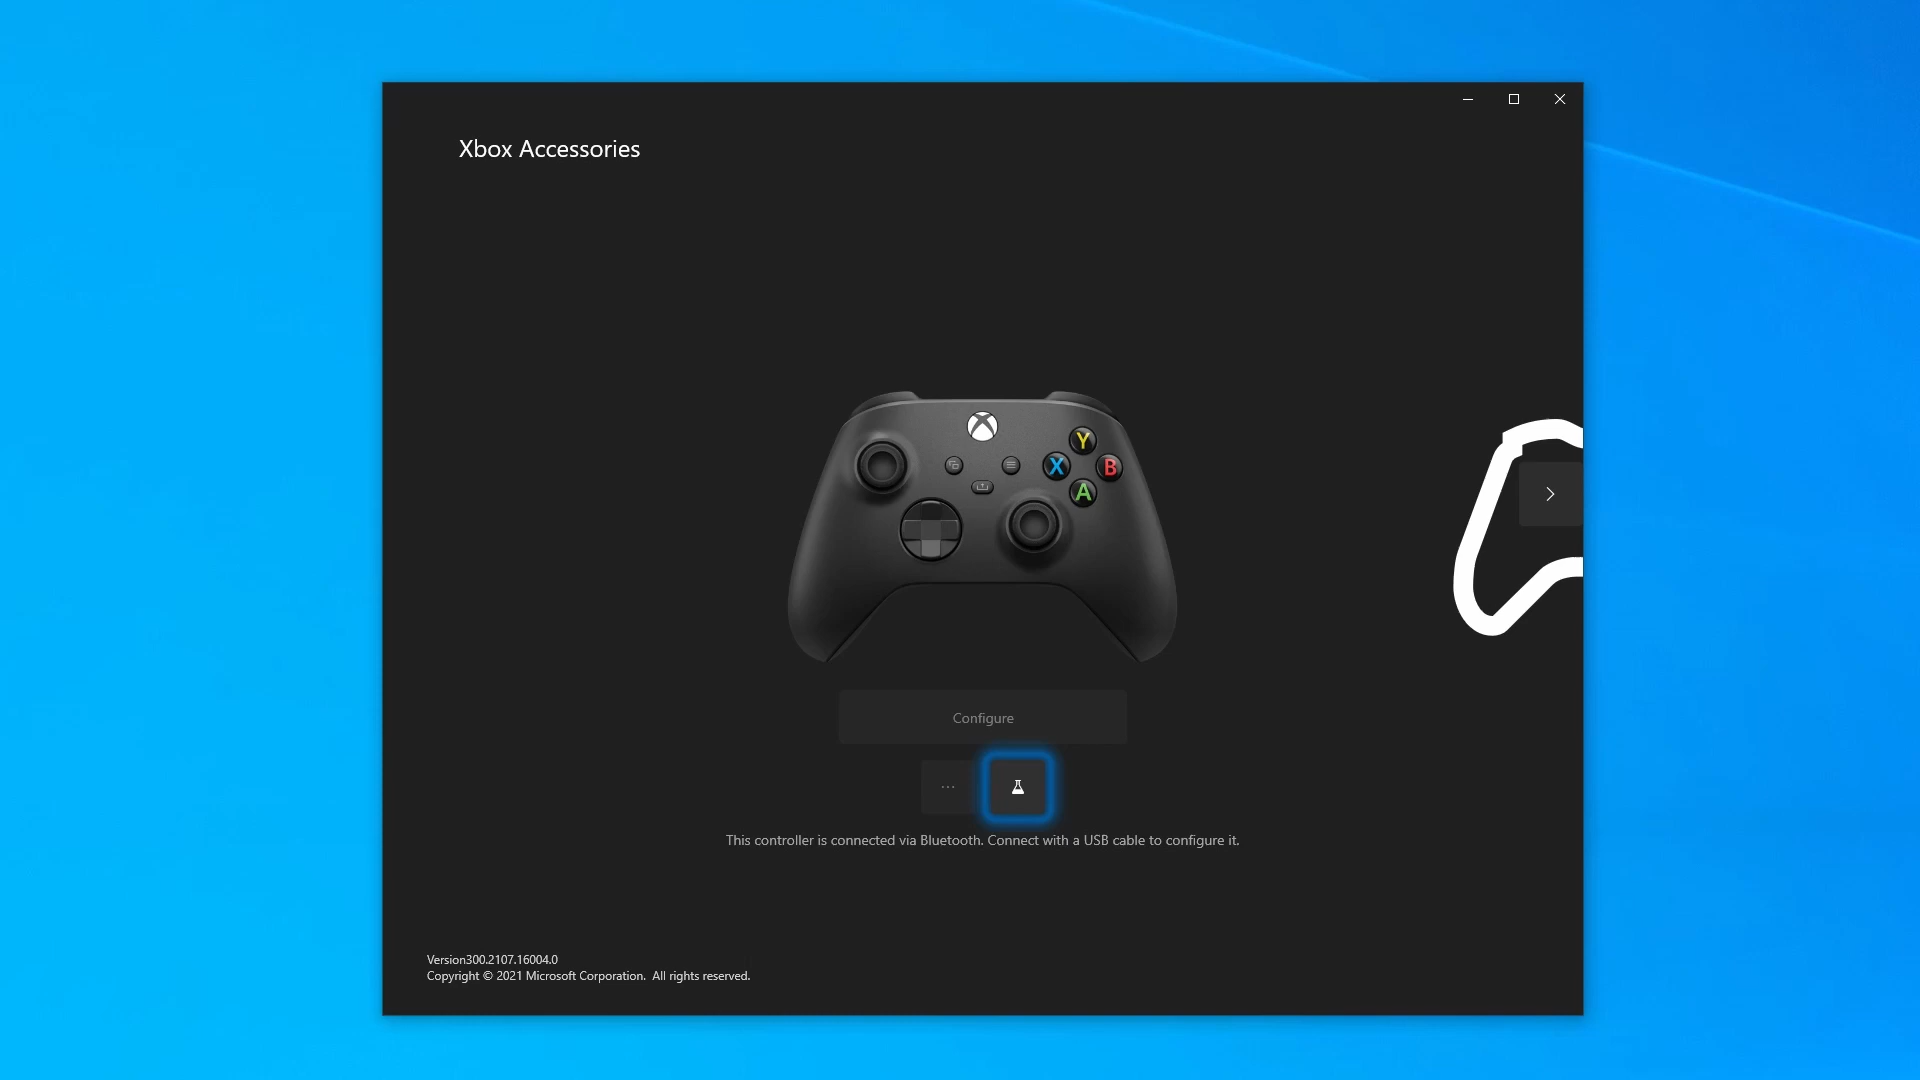 Xbox Accessories
Y
X
B
A
Configure
...
This controller is connected via Bluetooth. Connect with a USB cable to configure it.
Version300.2107.16004.0
Copyright © 2021 Microsoft Corporation.  All rights reserved.